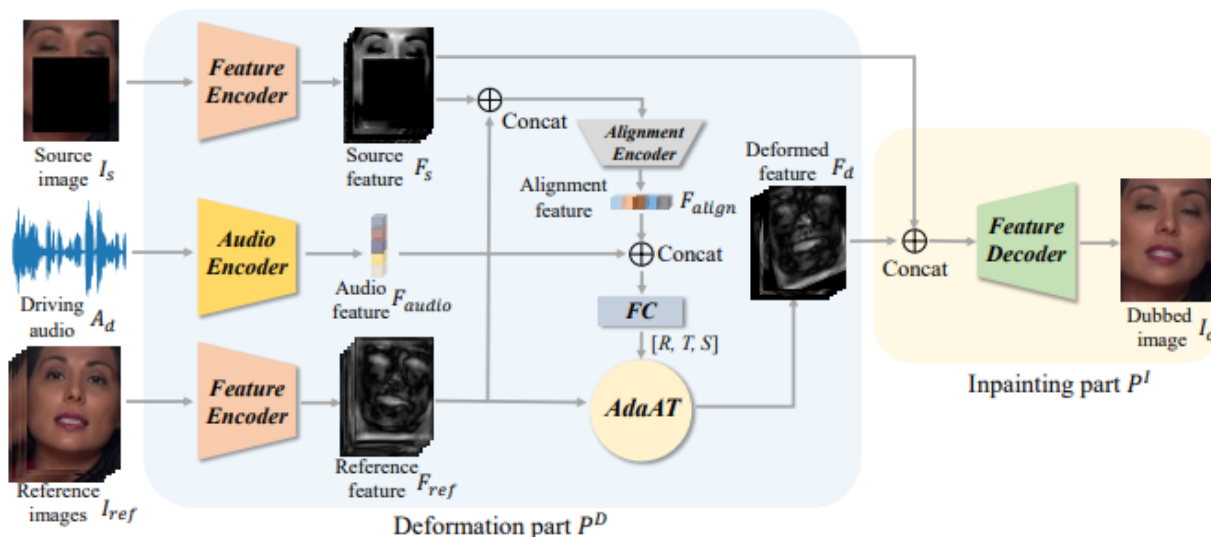 Feature
Encoder
Source
image I_s
Source
feature F_s
Concat
Alignment
Encoder
Alignment
feature
F_align
Deformed
feature F_d
Driving
audio A_d
Audio
Encoder
Audio
feature F_audio
Concat
FC
[R, T, S]
AdaAT
Concat
Feature
Decoder
Dubbed
image I_d
Inpainting part P^I
Reference
images I_ref
Feature
Encoder
Reference
feature F_ref
Deformation part P^D